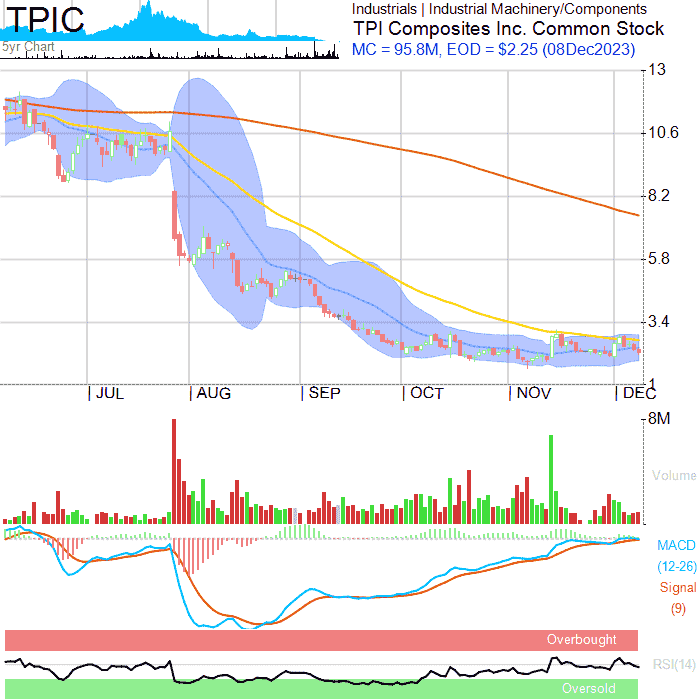 TPIC
5yr Chart
Industrials | Industrial Machinery/Components
TPI Composites Inc. Common Stock
MC = 95.8M, EOD = $2.25 (08Dec2023)
13
10.6
8.2
5.8
3.4
1
JUL
AUG
SEP
OCT
NOV
DEC
8M
Volume
MACD
(12-26)
Signal
(9)
Overbought
RSI(14)
Oversold